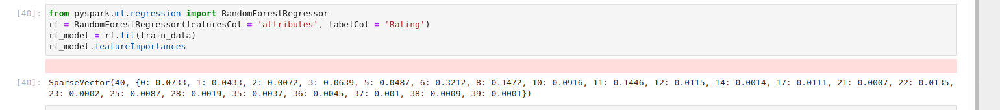 [40]: from pyspark.ml.regression import RandomForestRegressor
rf = RandomForestRegressor(featuresCol = 'attributes', labelCol = 'Rating')
rf_model = rf.fit(train_data)
rf_model.featureImportances
[40]: SparseVector(40, {0: 0.0733, 1: 0.0433, 2: 0.0072, 3: 0.0639, 5: 0.0487, 6: 0.3212, 8: 0.1472, 10: 0.0916, 11: 0.1446, 12: 0.0115, 14: 0.0014, 17: 0.0111, 21: 0.0007, 22: 0.0135,
23: 0.0002, 25: 0.0087, 28: 0.0019, 35: 0.0037, 36: 0.0045, 37: 0.001, 38: 0.0009, 39: 0.0001})